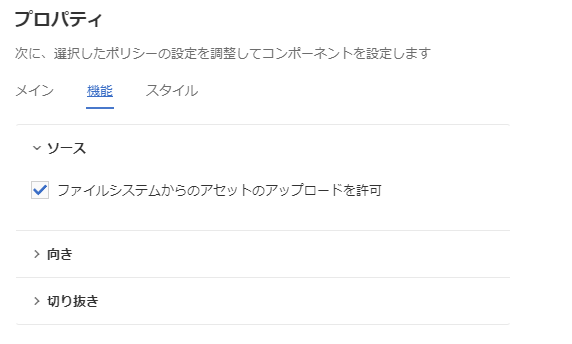 プロパティ
次に、選択したポリシーの設定を調整してコンポーネントを設定します
メイン 機能 スタイル
ソース
ファイルシステムからのアセットのアップロードを許可
向き
切り抜き